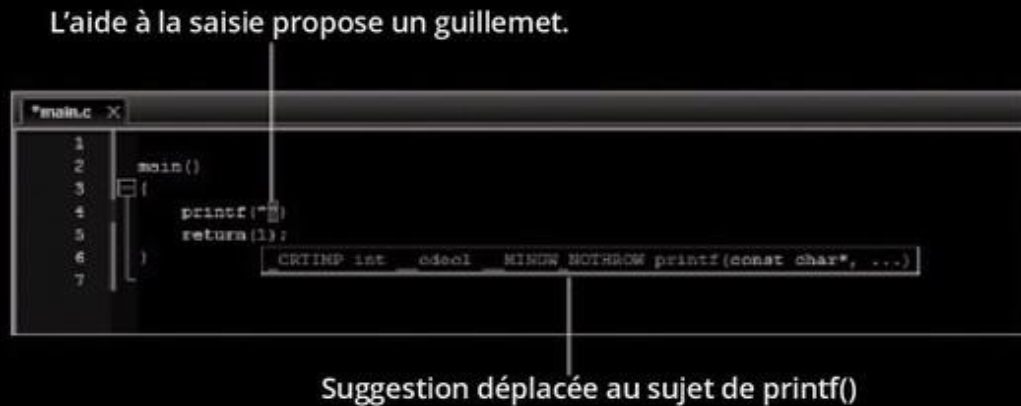 L'aide à la saisie propose un guillemet.
*main.c X
1
2 main()
3 {
4 printf("")
5 return(1);
6 }
7
_CRTIMP int __cdecl __MINGW_NOTHROW printf(const char*, ...)
Suggestion déplacée au sujet de printf()